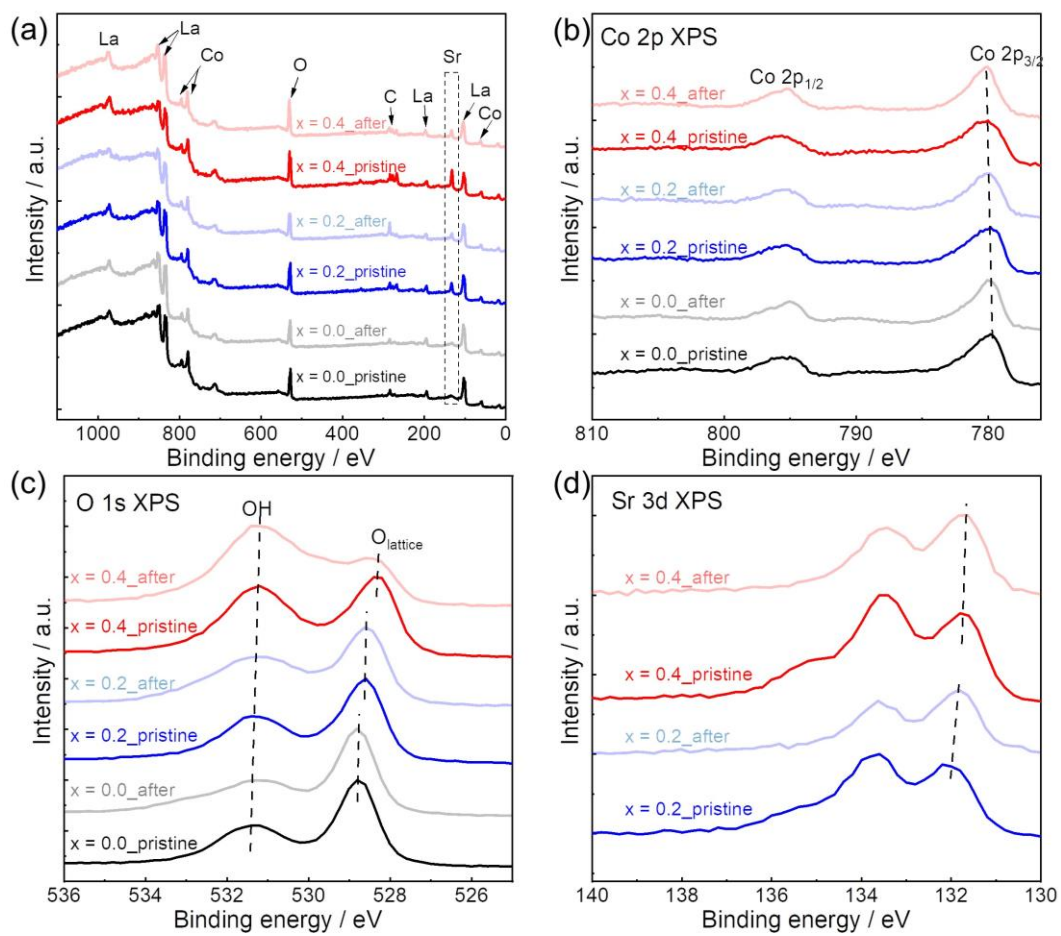 (a)
La
La
Co
O
Sr
C
La
La
Co
x = 0.4_after
x = 0.4_pristine
x = 0.2_after
x = 0.2_pristine
x = 0.0_after
x = 0.0_pristine
Intensity / a.u.
1000 800 600 400 200 0
Binding energy / eV
(b)
Co 2p XPS
Co 2p1/2
Co 2p3/2
x = 0.4_after
x = 0.4_pristine
x = 0.2_after
x = 0.2_pristine
x = 0.0_after
x = 0.0_pristine
Intensity / a.u.
810 800 790 780
Binding energy / eV
(c)
O 1s XPS
OH
Olattice
x = 0.4_after
x = 0.4_pristine
x = 0.2_after
x = 0.2_pristine
x = 0.0_after
x = 0.0_pristine
Intensity / a.u.
536 534 532 530 528 526
Binding energy / eV
(d)
Sr 3d XPS
x = 0.4_after
x = 0.4_pristine
x = 0.2_after
x = 0.2_pristine
Intensity / a.u.
140 138 136 134 132 130
Binding energy / eV